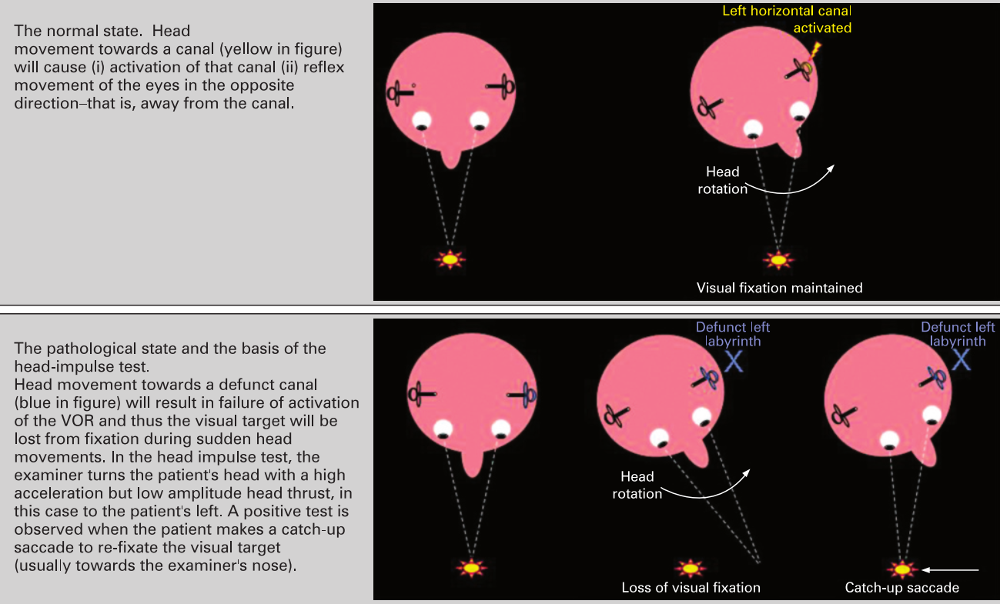 The normal state.  Head
movement towards a canal (yellow in figure)
will cause (i) activation of that canal (ii) reflex
movement of the eyes in the opposite
direction–that is, away from the canal.
Left horizontal canal
activated
Head
rotation
Visual fixation maintained
The pathological state and the basis of the
head-impulse test.
Head movement towards a defunct canal
(blue in figure) will result in failure of activation
of the VOR and thus the visual target will be
lost from fixation during sudden head
movements. In the head impulse test, the
examiner turns the patient's head with a high
acceleration but low amplitude head thrust, in
this case to the patient's left. A positive test is
observed when the patient makes a catch-up
saccade to re-fixate the visual target
(usually towards the examiner's nose).
Defunct left
labyrinth
X
Head
rotation
Loss of visual fixation
Defunct left
labyrinth
X
Catch-up saccade